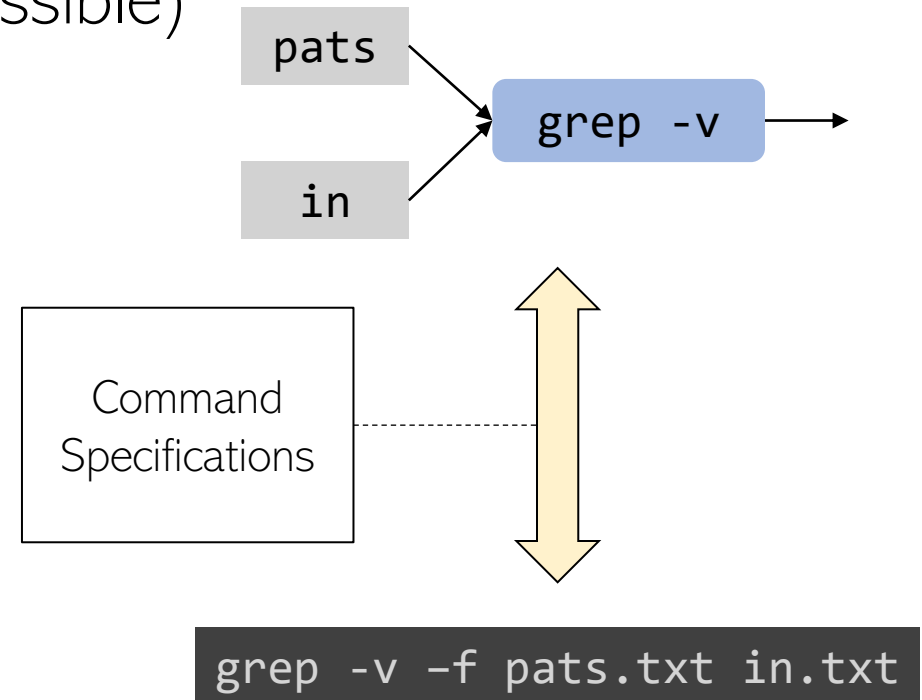 pats
grep -v
in
Command
Specifications
grep -v –f pats.txt in.txt